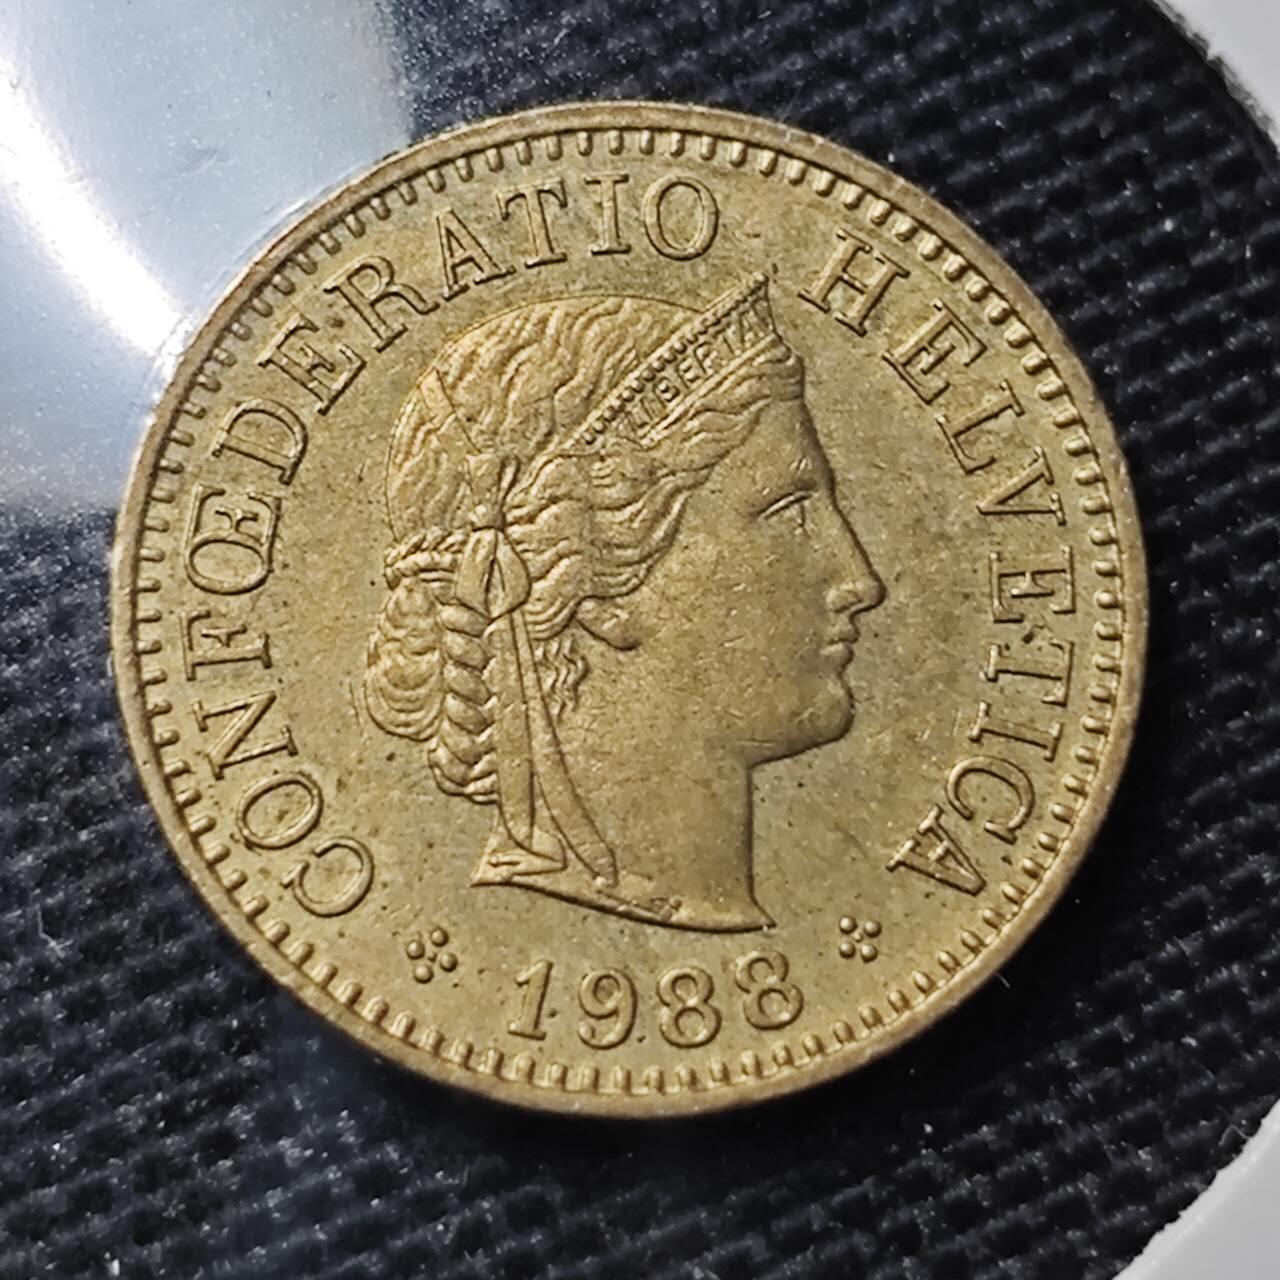 CONFŒDERATIO HELVETICA
LIBERTAS
1988